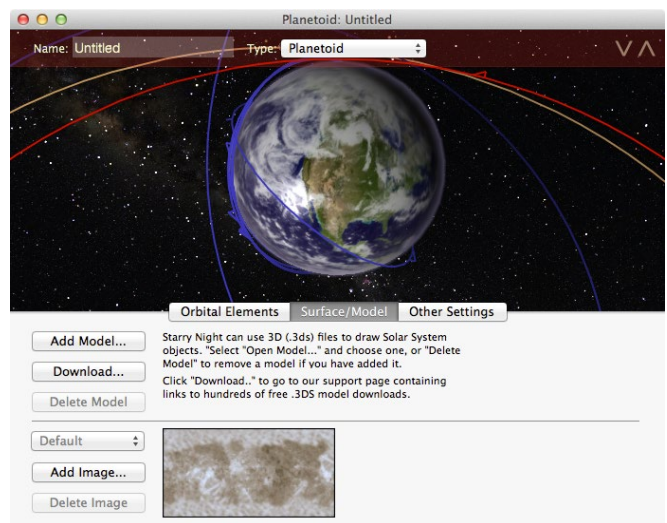 Planetoid: Untitled
Name: Untitled Type: Planetoid
Orbital Elements Surface/Model Other Settings
Add Model...
Starry Night can use 3D (.3ds) files to draw Solar System
objects. "Select "Open Model..." and choose one, or "Delete
Model" to remove a model if you have added it.
Download...
Click "Download.." to go to our support page containing
links to hundreds of free .3DS model downloads.
Delete Model
Default
Add Image...
Delete Image